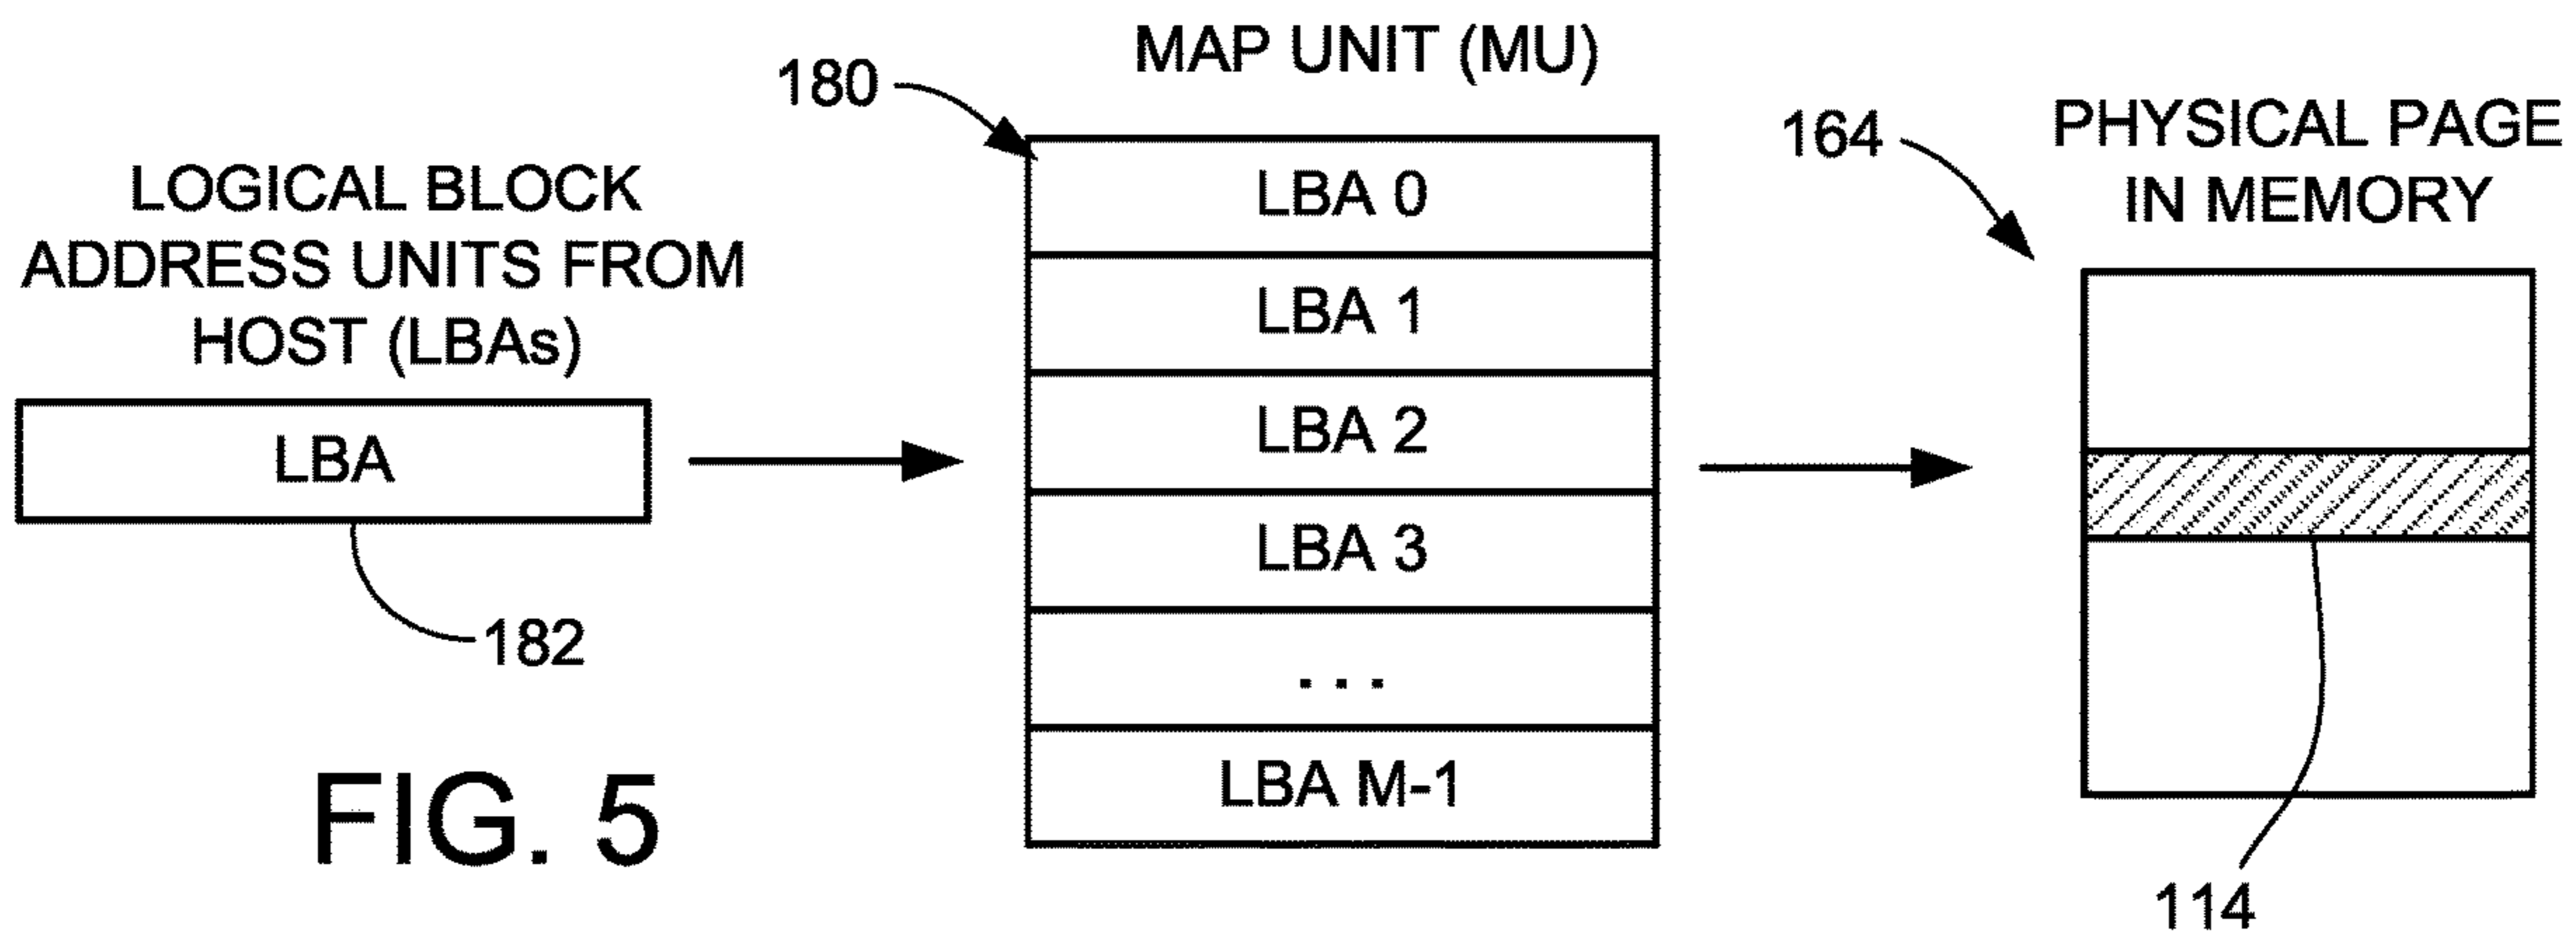 LOGICAL BLOCK
ADDRESS UNITS FROM
HOST (LBAs)
LBA
182
MAP UNIT (MU)
180
LBA 0
LBA 1
LBA 2
LBA 3
...
LBA M-1
PHYSICAL PAGE
IN MEMORY
164
114
FIG. 5